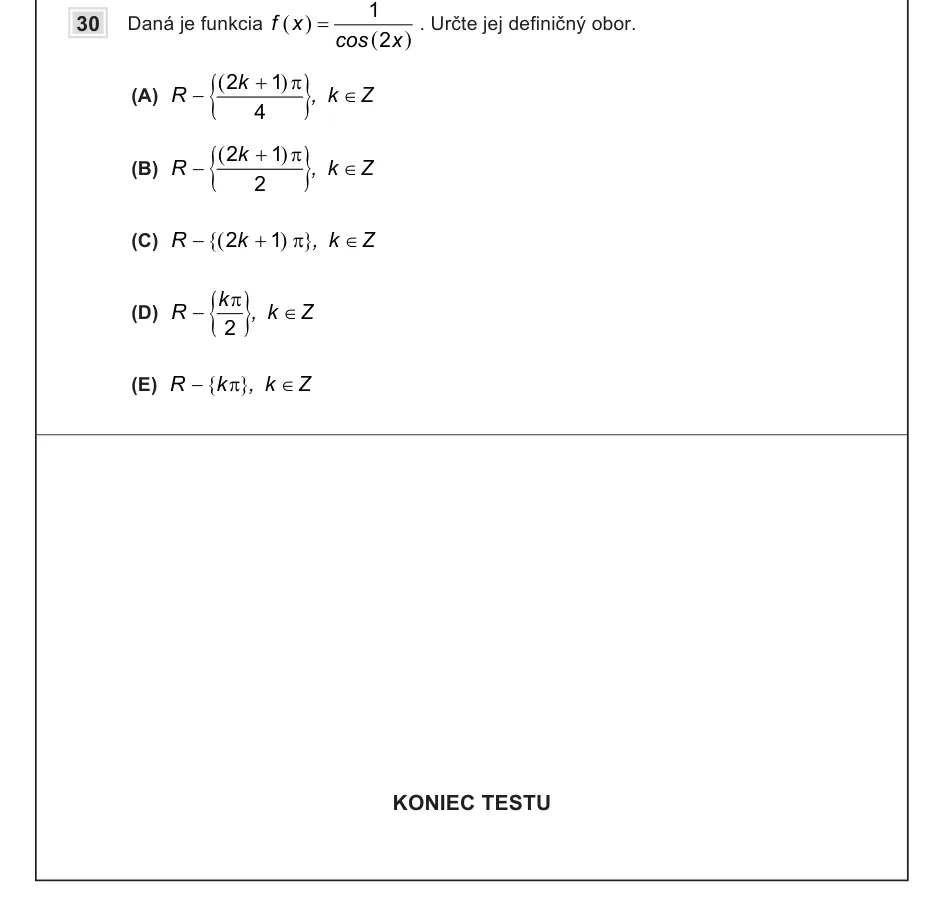 30 Daná je funkcia f(x) = 1/cos(2x). Určte jej definičný obor.
(A) R − {(2k + 1)π/4}, k ∈ Z
(B) R − {(2k + 1)π/2}, k ∈ Z
(C) R − {(2k + 1) π}, k ∈ Z
(D) R − {kπ/2}, k ∈ Z
(E) R − {kπ}, k ∈ Z
KONIEC TESTU